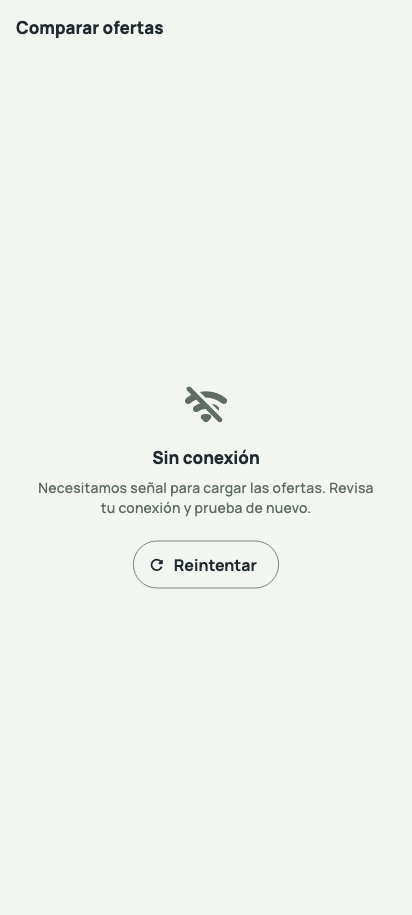 Comparar ofertas
Sin conexión
Necesitamos señal para cargar las ofertas. Revisa
tu conexión y prueba de nuevo.
Reintentar